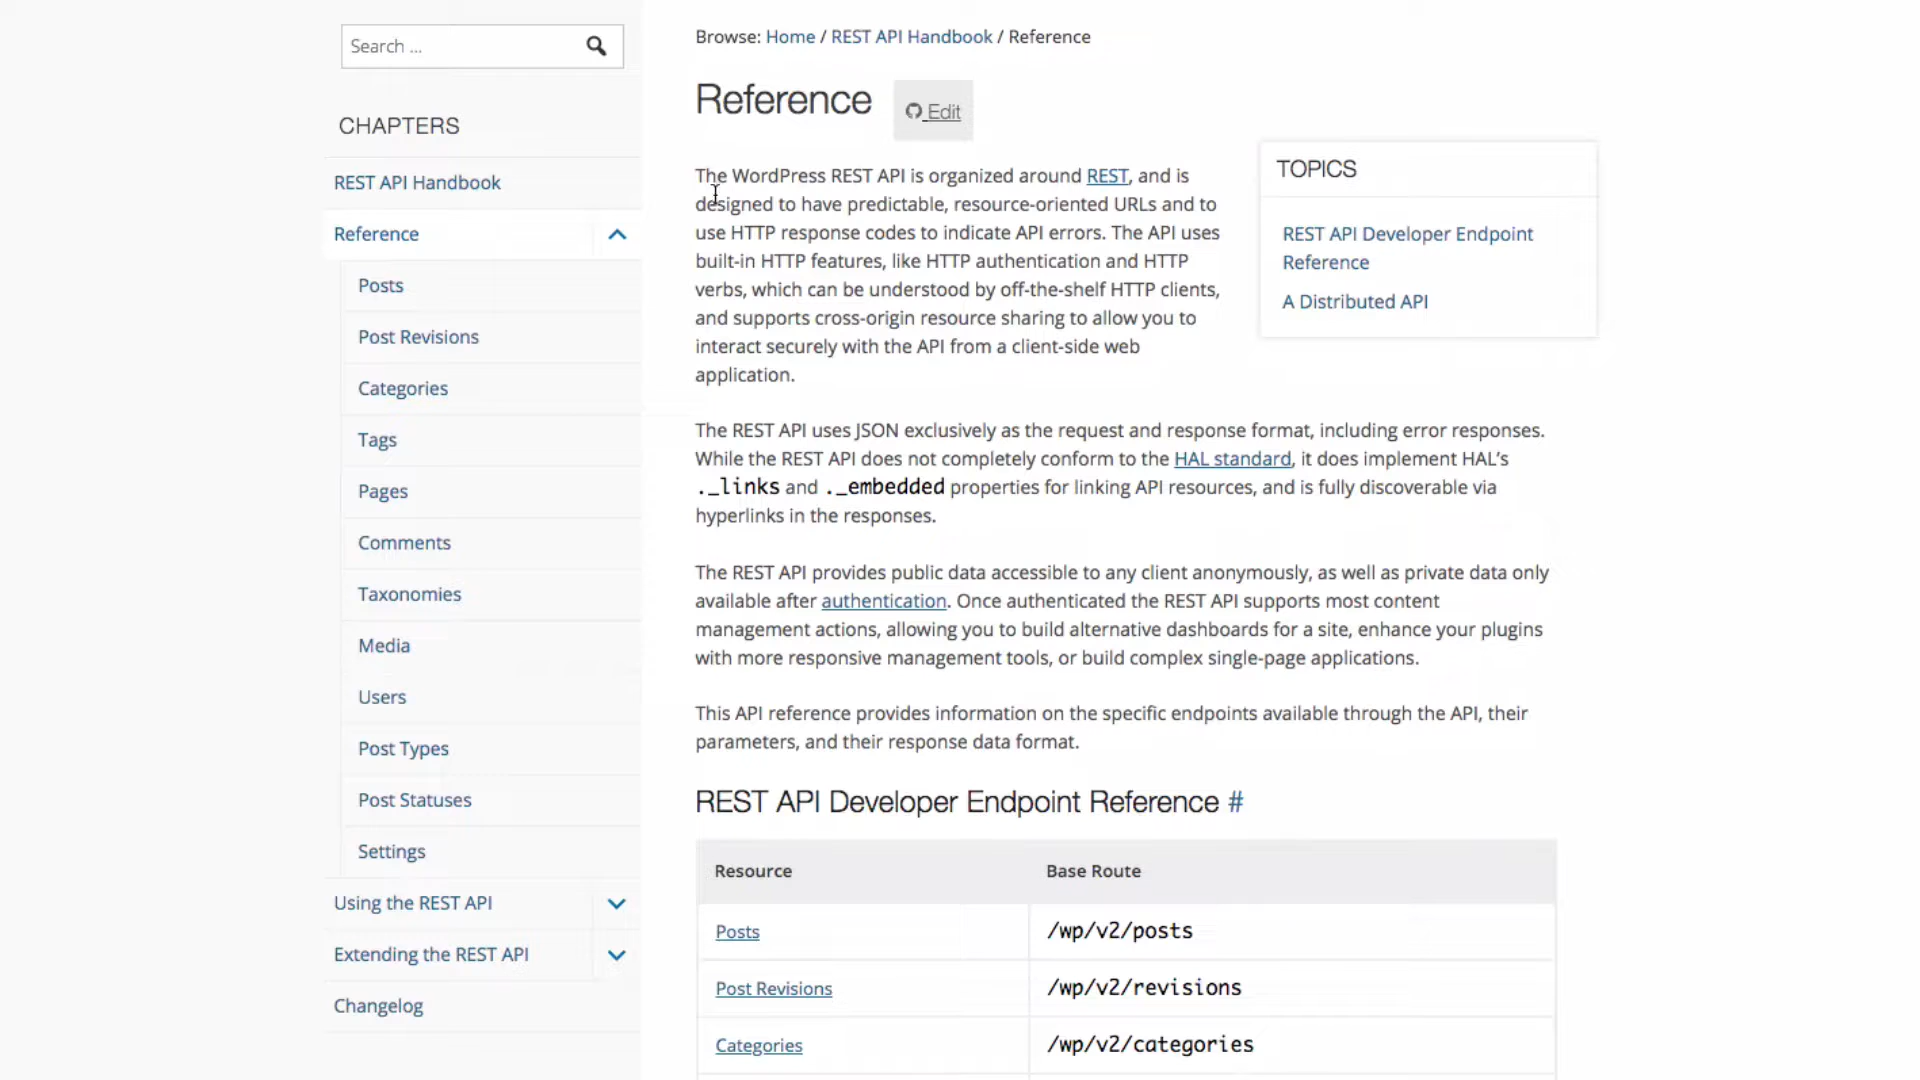 Search ...
CHAPTERS
REST API Handbook
Reference
Posts
Post Revisions
Categories
Tags
Pages
Comments
Taxonomies
Media
Users
Post Types
Post Statuses
Settings
Using the REST API
Extending the REST API
Changelog
Browse: Home / REST API Handbook / Reference
Reference
Edit
The WordPress REST API is organized around REST, and is
designed to have predictable, resource-oriented URLs and to
use HTTP response codes to indicate API errors. The API uses
built-in HTTP features, like HTTP authentication and HTTP
verbs, which can be understood by off-the-shelf HTTP clients,
and supports cross-origin resource sharing to allow you to
interact securely with the API from a client-side web
application.
TOPICS
REST API Developer Endpoint
Reference
A Distributed API
The REST API uses JSON exclusively as the request and response format, including error responses.
While the REST API does not completely conform to the HAL standard, it does implement HAL’s
._links and ._embedded properties for linking API resources, and is fully discoverable via
hyperlinks in the responses.
The REST API provides public data accessible to any client anonymously, as well as private data only
available after authentication. Once authenticated the REST API supports most content
management actions, allowing you to build alternative dashboards for a site, enhance your plugins
with more responsive management tools, or build complex single-page applications.
This API reference provides information on the specific endpoints available through the API, their
parameters, and their response data format.
REST API Developer Endpoint Reference #
Resource Base Route
Posts /wp/v2/posts
Post Revisions /wp/v2/revisions
Categories /wp/v2/categories